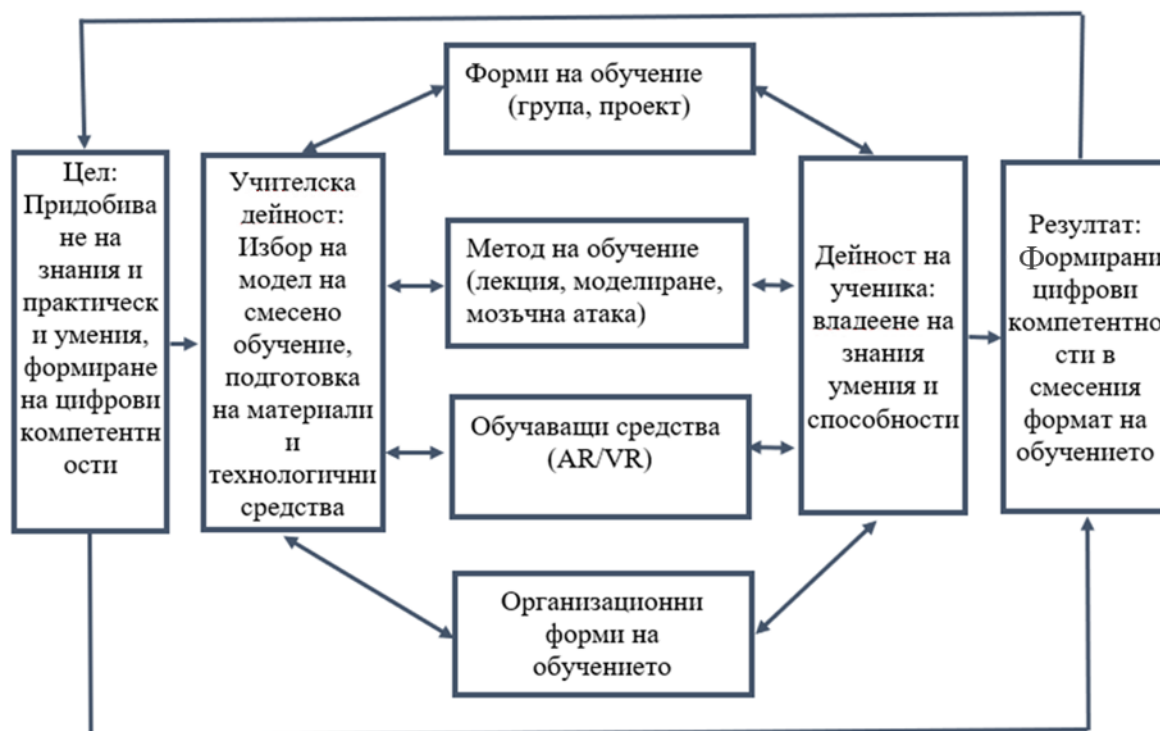 Цел:
Придобива
не на
знания и
практическ
и умения,
формиране
на цифрови
компетентн
ости
Учителска
дейност:
Избор на
модел на
смесено
обучение,
подготовка
на материали
и
технологични
средства
Форми на обучение
(група, проект)
Метод на обучение
(лекция, моделиране,
мозъчна атака)
Обучаващи средства
(AR/VR)
Организационни
форми на
обучението
Дейност на
ученика:
владеене на
знания
умения и
способности
Резултат:
Формирани
цифрови
компетентно
сти в
смесения
формат на
обучението